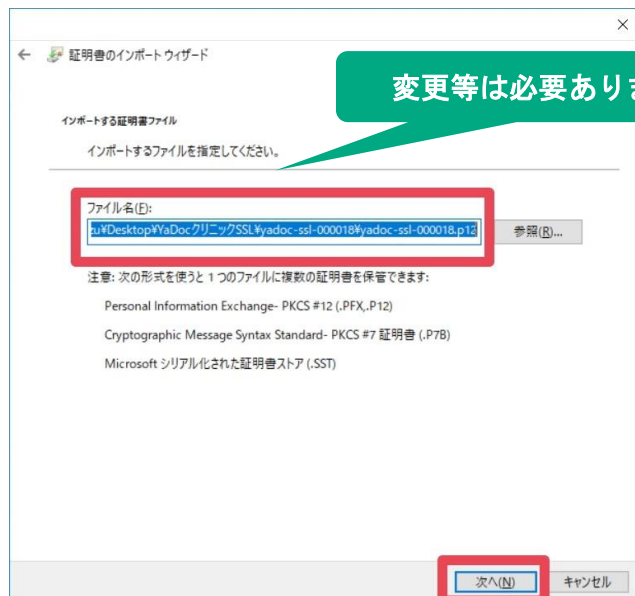 証明書のインポート ウィザード
変更等は必要ありま
インポートする証明書ファイル
インポートするファイルを指定してください。
ファイル名(F):
zu¥Desktop¥YaDocクリニックSSL¥yadoc-ssl-000018¥yadoc-ssl-000018.p12
参照(R)...
注意: 次の形式を使うと 1 つのファイルに複数の証明書を保管できます:
Personal Information Exchange- PKCS #12 (.PFX,.P12)
Cryptographic Message Syntax Standard- PKCS #7 証明書 (.P7B)
Microsoft シリアル化された証明書ストア (.SST)
次へ(N)
キャンセル